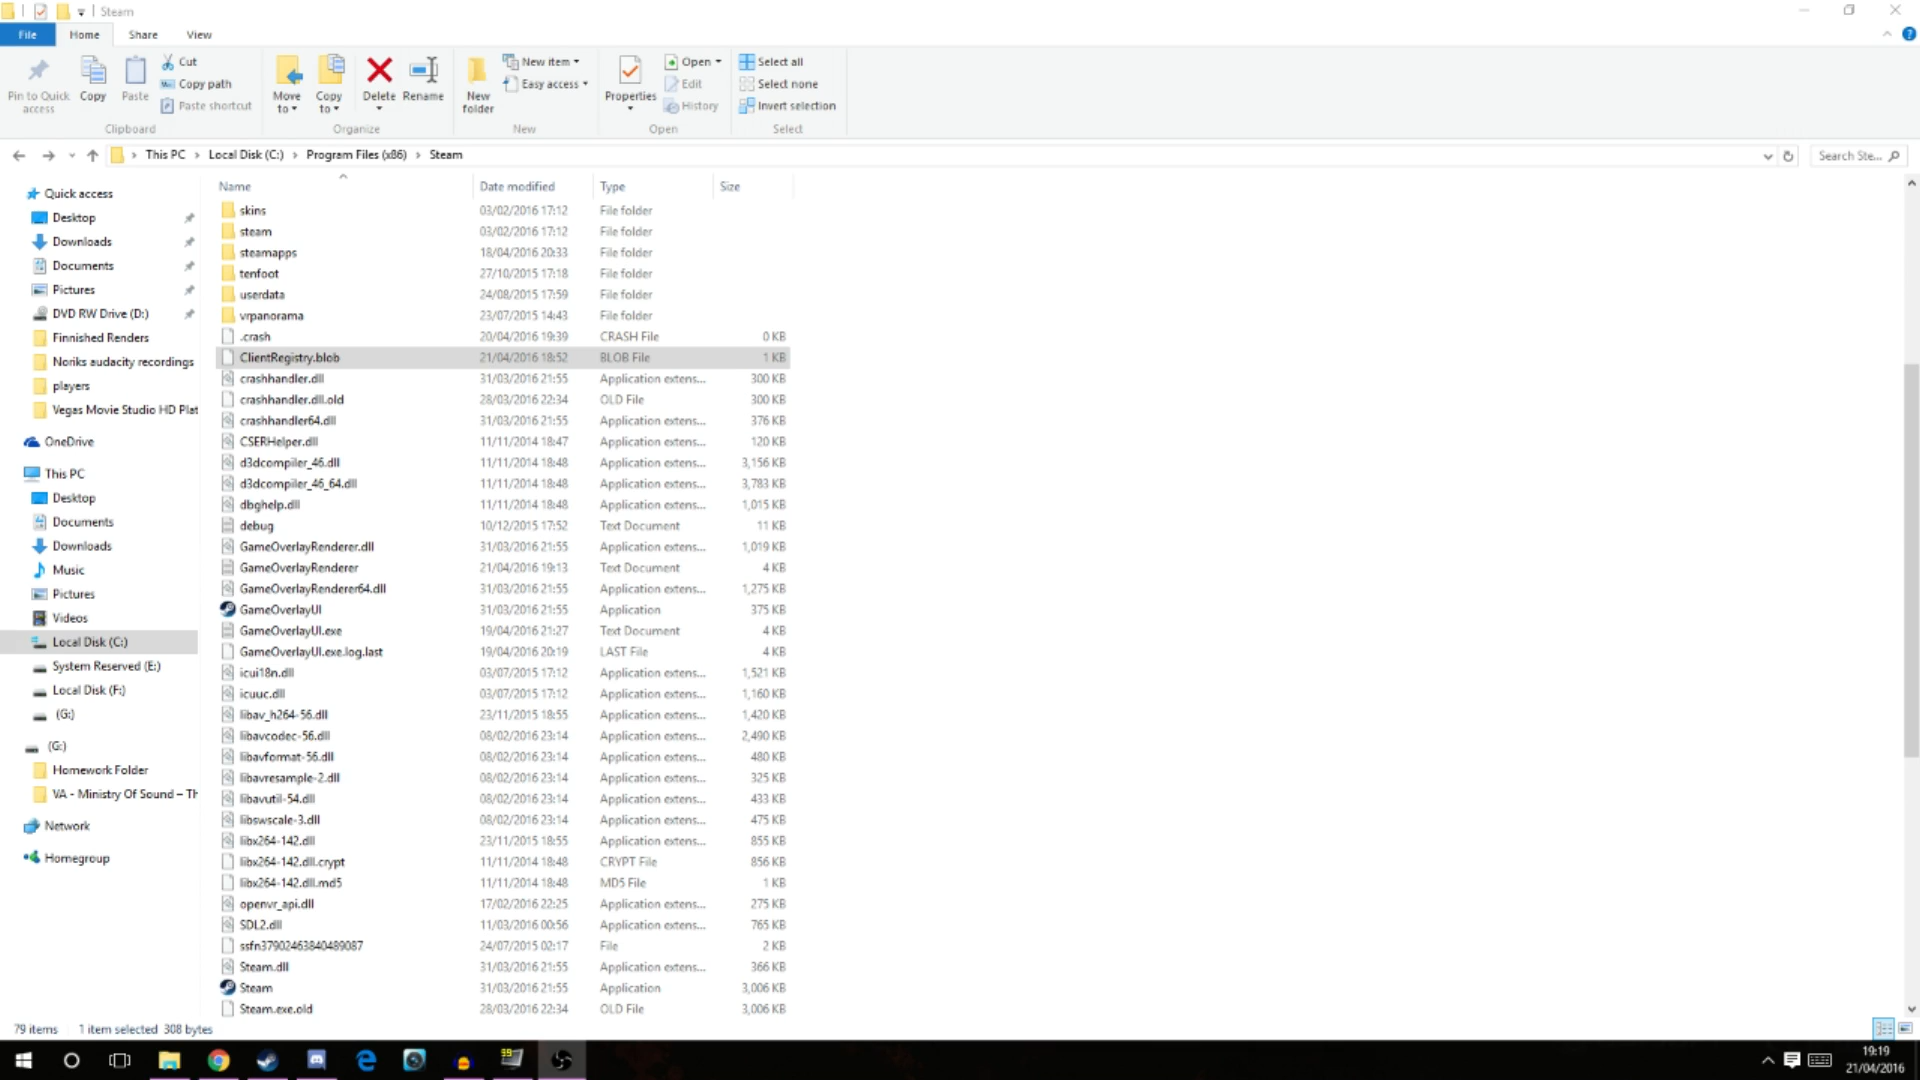 Steam
File Home Share View
Pin to Quick access
Copy
Paste
Cut
Copy path
Paste shortcut
Clipboard
Move to
Copy to
Delete
Rename
Organize
New folder
New item
Easy access
New
Properties
Open
Edit
History
Open
Select all
Select none
Invert selection
Select
This PC Local Disk (C:) Program Files (x86) Steam
Search Ste...
Quick access
Desktop
Downloads
Documents
Pictures
DVD RW Drive (D:)
Finnished Renders
Noriks audacity recordings
players
Vegas Movie Studio HD Plat
OneDrive
This PC
Desktop
Documents
Downloads
Music
Pictures
Videos
Local Disk (C:)
System Reserved (E:)
Local Disk (F:)
(G:)
(G:)
Homework Folder
VA - Ministry Of Sound – Th
Network
Homegroup
Name Date modified Type Size
skins 03/02/2016 17:12 File folder
steam 03/02/2016 17:12 File folder
steamapps 18/04/2016 20:33 File folder
tenfoot 27/10/2015 17:18 File folder
userdata 24/08/2015 17:59 File folder
vrpanorama 23/07/2015 14:43 File folder
.crash 20/04/2016 19:39 CRASH File 0 KB
ClientRegistry.blob 21/04/2016 18:52 BLOB File 1 KB
crashhandler.dll 31/03/2016 21:55 Application extens... 300 KB
crashhandler.dll.old 28/03/2016 22:34 OLD File 300 KB
crashhandler64.dll 31/03/2016 21:55 Application extens... 376 KB
CSERHelper.dll 11/11/2014 18:47 Application extens... 120 KB
d3dcompiler_46.dll 11/11/2014 18:48 Application extens... 3,156 KB
d3dcompiler_46_64.dll 11/11/2014 18:48 Application extens... 3,783 KB
dbghelp.dll 11/11/2014 18:48 Application extens... 1,015 KB
debug 10/12/2015 17:52 Text Document 11 KB
GameOverlayRenderer.dll 31/03/2016 21:55 Application extens... 1,019 KB
GameOverlayRenderer 21/04/2016 19:13 Text Document 4 KB
GameOverlayRenderer64.dll 31/03/2016 21:55 Application extens... 1,275 KB
GameOverlayUI 31/03/2016 21:55 Application 375 KB
GameOverlayUI.exe 19/04/2016 21:27 Text Document 4 KB
GameOverlayUI.exe.log.last 19/04/2016 20:19 LAST File 4 KB
icui18n.dll 03/07/2015 17:12 Application extens... 1,521 KB
icuuc.dll 03/07/2015 17:12 Application extens... 1,160 KB
libav_h264-56.dll 23/11/2015 18:55 Application extens... 1,420 KB
libavcodec-56.dll 08/02/2016 23:14 Application extens... 2,490 KB
libavformat-56.dll 08/02/2016 23:14 Application extens... 480 KB
libavresample-2.dll 08/02/2016 23:14 Application extens... 325 KB
libavutil-54.dll 08/02/2016 23:14 Application extens... 433 KB
libswscale-3.dll 08/02/2016 23:14 Application extens... 475 KB
libx264-142.dll 23/11/2015 18:55 Application extens... 855 KB
libx264-142.dll.crypt 11/11/2014 18:48 CRYPT File 856 KB
libx264-142.dll.md5 11/11/2014 18:48 MD5 File 1 KB
openvr_api.dll 17/02/2016 22:25 Application extens... 275 KB
SDL2.dll 11/03/2016 00:56 Application extens... 765 KB
ssfn37902463840489087 24/07/2015 02:17 File 2 KB
Steam.dll 31/03/2016 21:55 Application extens... 366 KB
Steam 31/03/2016 21:55 Application 3,006 KB
Steam.exe.old 28/03/2016 22:34 OLD File 3,006 KB
79 items 1 item selected 308 bytes
99
19:19
21/04/2016